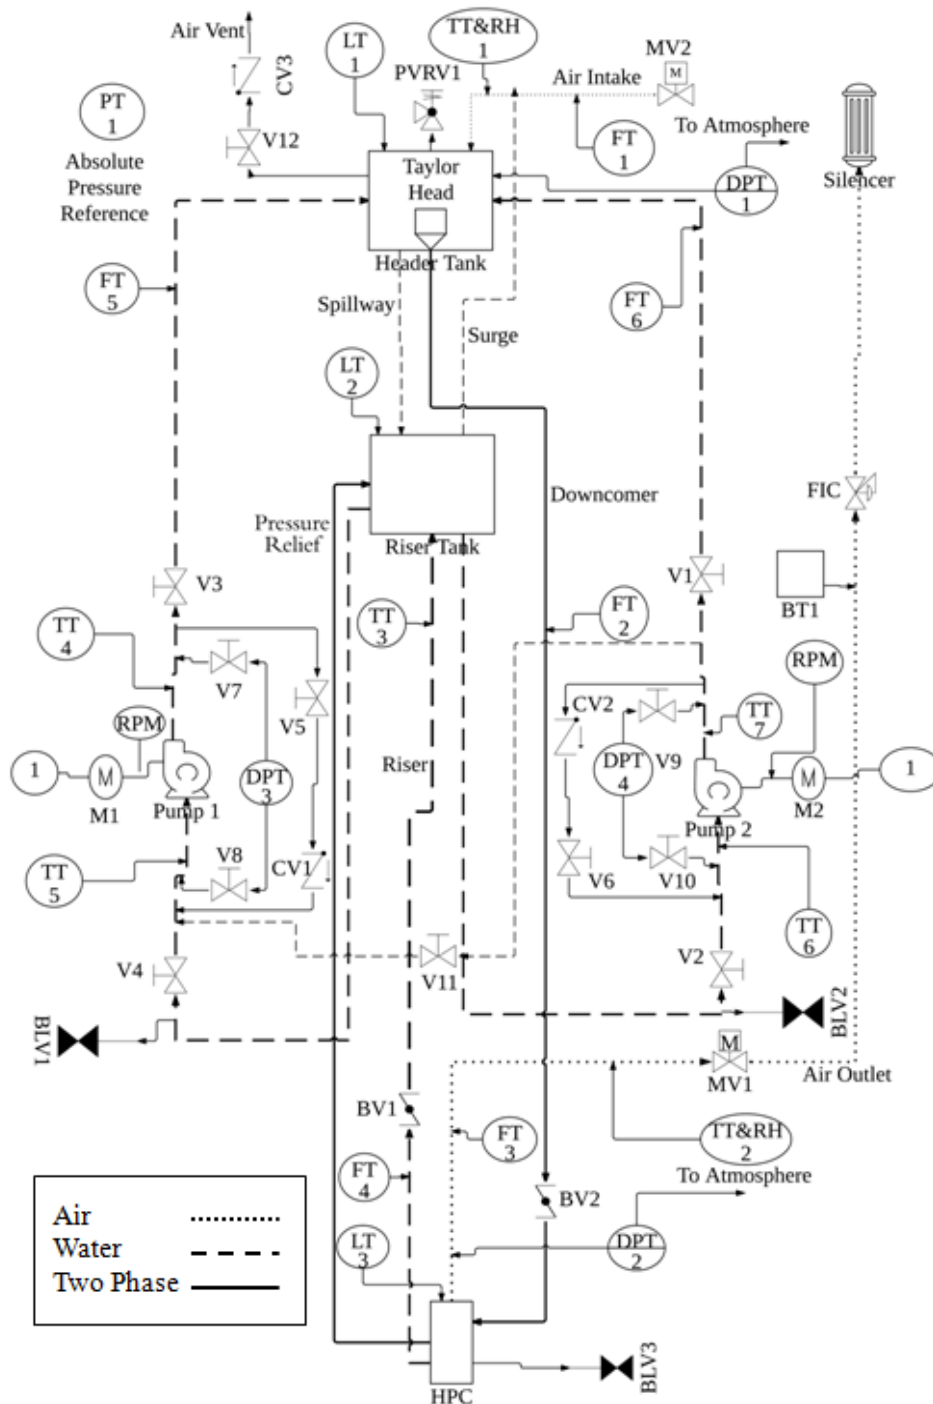 Air Vent
CV3
LT
1
TT&RH
1
MV2
M
PVRV1
Air Intake
PT
1
V12
To Atmosphere
FT
1
Absolute
Pressure
Reference
Taylor
Head
DPT
1
Silencer
Header Tank
FT
5
Spillway
FT
6
Surge
LT
2
Downcomer
FIC
Pressure
Relief
Riser Tank
V3
V1
BT1
TT
4
TT
3
FT
2
RPM
V7
V5
CV2
TT
7
RPM
Riser
DPT
4
V9
1
M
C
DPT
3
C
M
1
M1
Pump 1
M2
Pump 2
V8
CV1
V6
V10
TT
5
TT
6
V4
V11
V2
BLV1
BLV2
M
MV1
Air Outlet
BV1
FT
3
TT&RH
2
FT
4
To Atmosphere
BV2
Air
Water
Two Phase
LT
3
DPT
2
HPC
BLV3